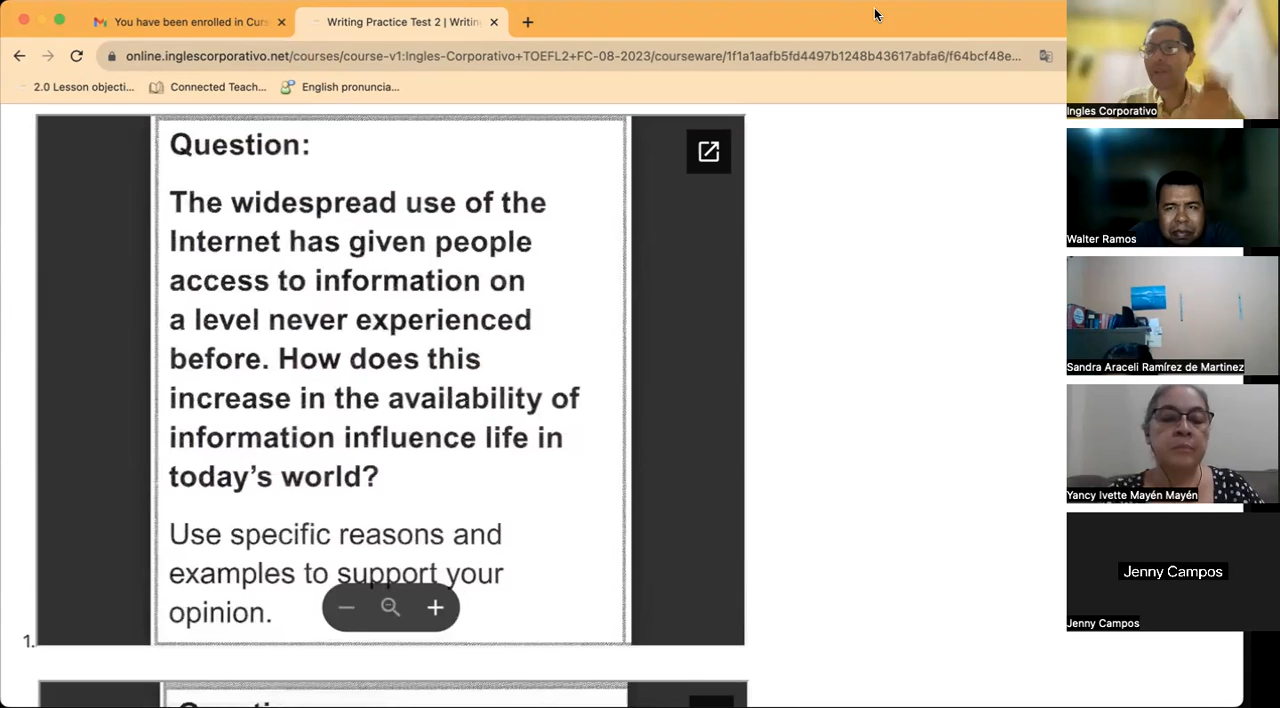 You have been enrolled in Curs
Writing Practice Test 2 | Writin
online.inglescorporativo.net/courses/course-v1:Ingles-Corporativo+TOEFL2+FC-08-2023/courseware/1f1a1aafb5fd4497b1248b43617abfa6/f64bcf48e...
2.0 Lesson objecti...
Connected Teach...
English pronuncia...
Question:
The widespread use of the
Internet has given people
access to information on
a level never experienced
before. How does this
increase in the availability of
information influence life in
today's world?
Use specific reasons and
examples to support your
opinion.
1.
Ingles Corporativo
Walter Ramos
Sandra Araceli Ramírez de Martinez
Yancy Ivette Mayén Mayén
Jenny Campos
Jenny Campos